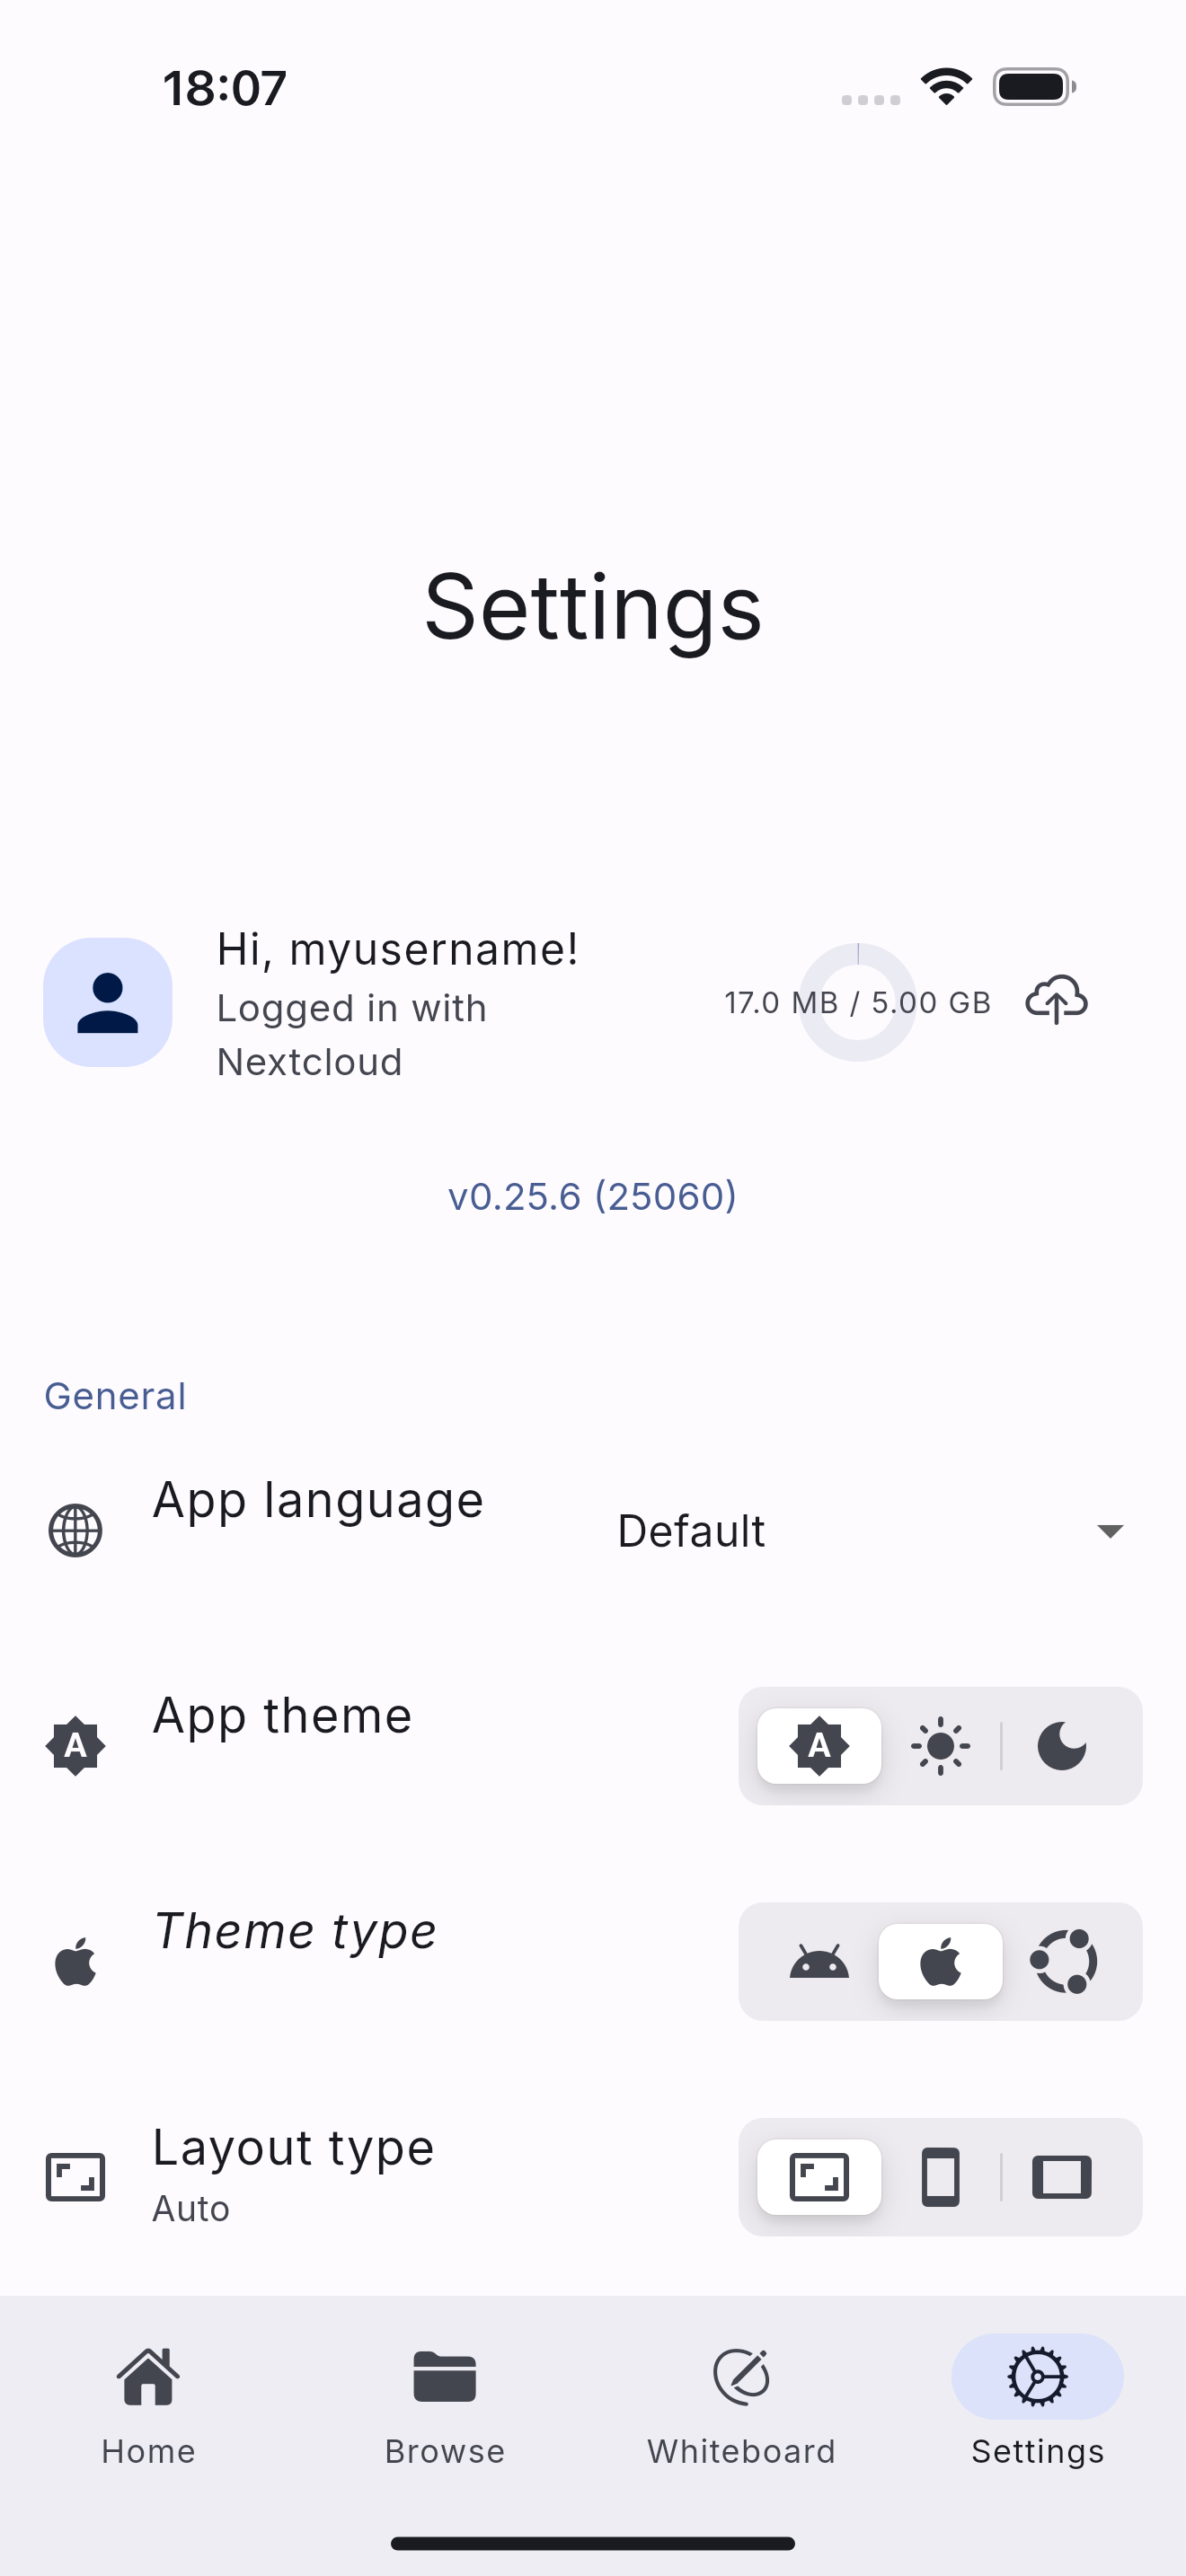 18:07
Settings
Hi, myusername!
Logged in with
Nextcloud
17.0 MB / 5.00 GB
v0.25.6 (25060)
General
App language
Default
App theme
A
A
Theme type
Layout type
Auto
Home
Browse
Whiteboard
Settings